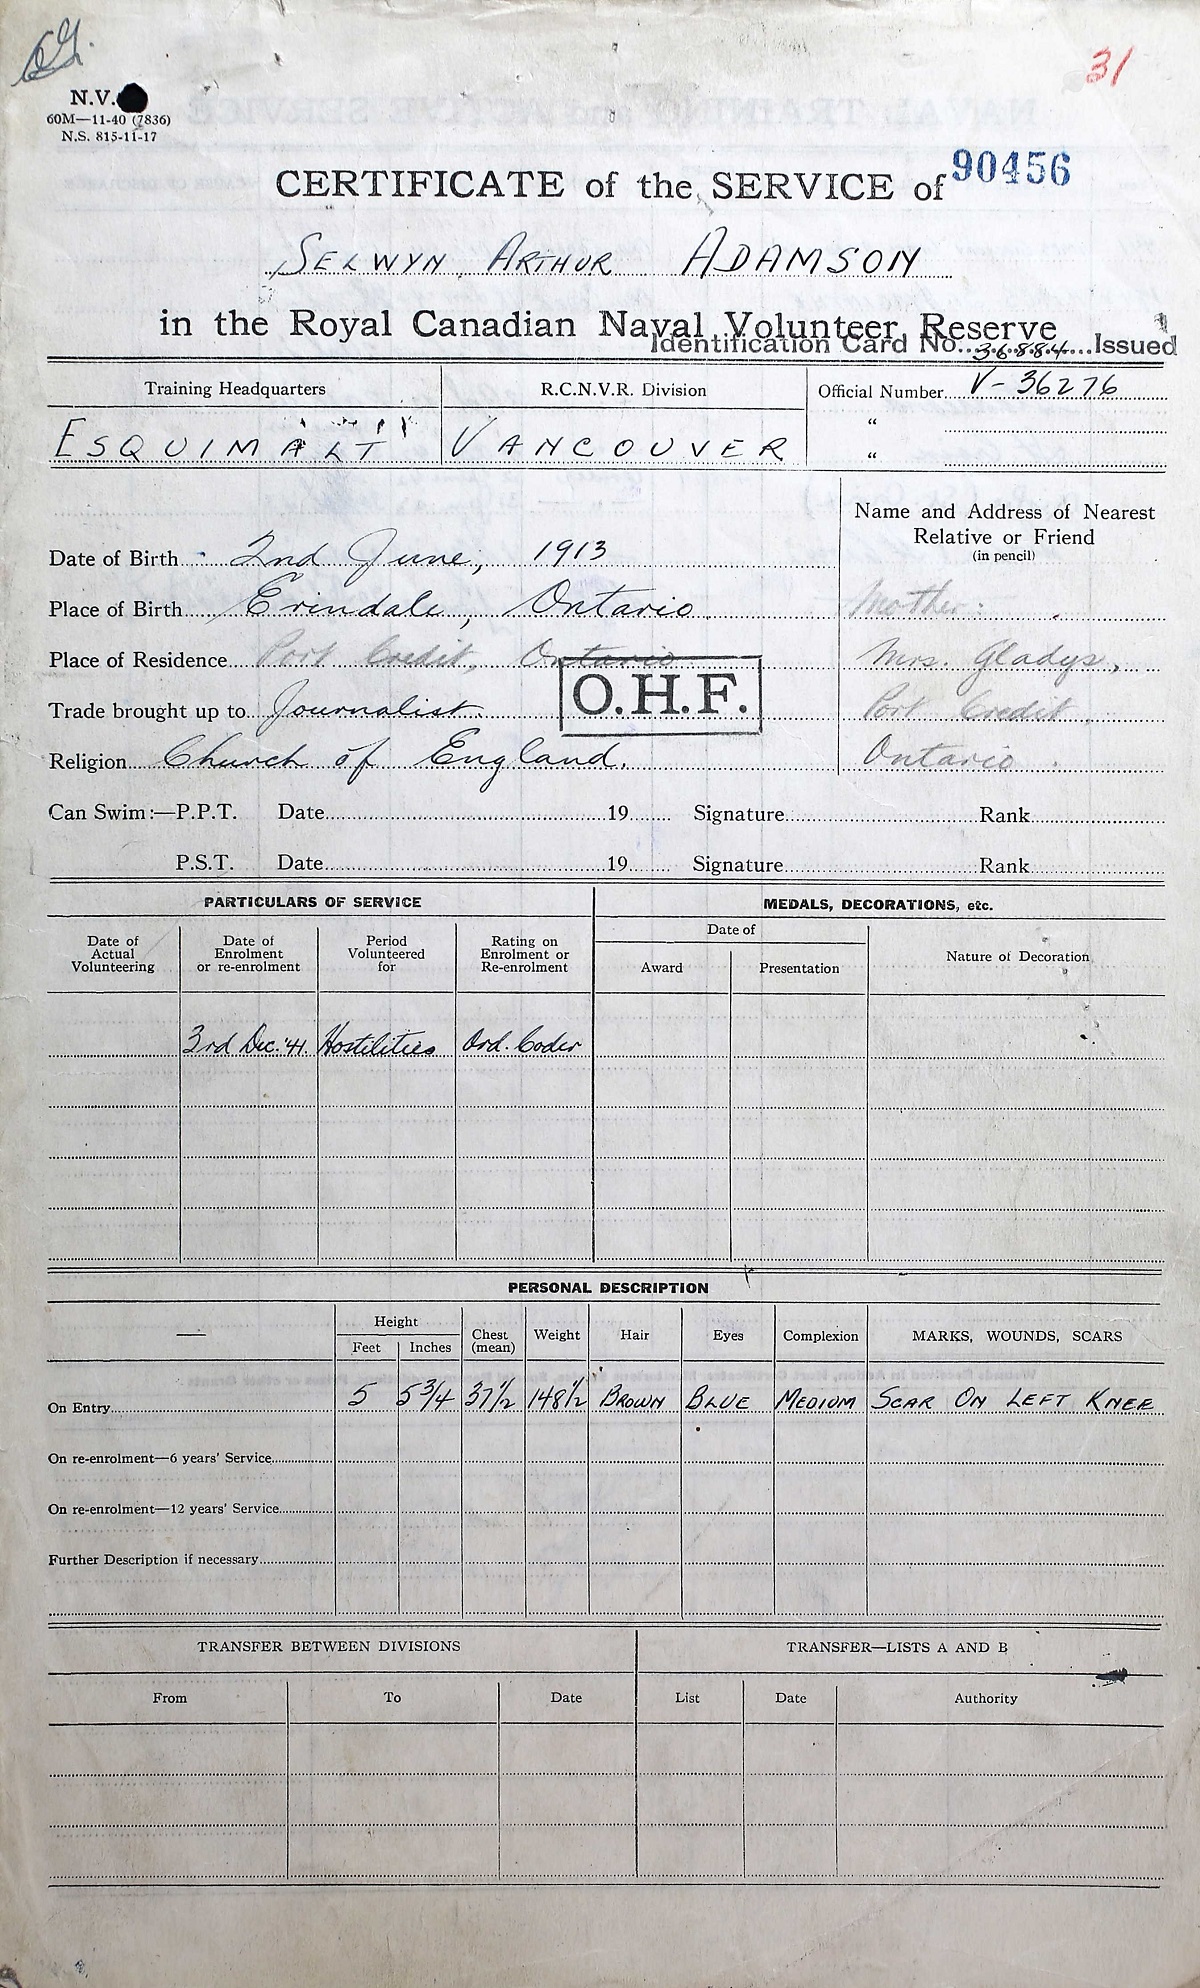 31
N.V.
60M—11-40 (7836)
N.S. 815-11-17
90456
CERTIFICATE of the SERVICE of
SELWYN ARTHUR ADAMSON
in the Royal Canadian Naval Volunteer Reserve
Identification Card No. 36884 Issued
Training Headquarters R.C.N.V.R. Division Official Number V-36276
ESQUIMALT VANCOUVER
"
"
Name and Address of Nearest
Relative or Friend
(in pencil)
Date of Birth 2nd June, 1913
Place of Birth Erindale, Ontario Mother:
Place of Residence Port Credit, Ontario Mrs. Gladys,
O.H.F.
Trade brought up to Journalist Port Credit,
Religion Church of England. Ontario.
Can Swim:—P.P.T. Date 19 Signature Rank
P.S.T. Date 19 Signature Rank
PARTICULARS OF SERVICE MEDALS, DECORATIONS, etc.
Date of Actual Volunteering Date of Enrolment or re-enrolment Period Volunteered for Rating on Enrolment or Re-enrolment Date of Award Presentation Nature of Decoration
3rd Dec. '41. Hostilities Ord. Coder
PERSONAL DESCRIPTION
— Height Feet Inches Chest (mean) Weight Hair Eyes Complexion MARKS, WOUNDS, SCARS
On Entry 5 5 3/4 37 1/2 148 1/2 BROWN BLUE MEDIUM SCAR ON LEFT KNEE
On re-enrolment—6 years' Service
On re-enrolment—12 years' Service
Further Description if necessary
TRANSFER BETWEEN DIVISIONS TRANSFER—LISTS A AND B
From To Date List Date Authority